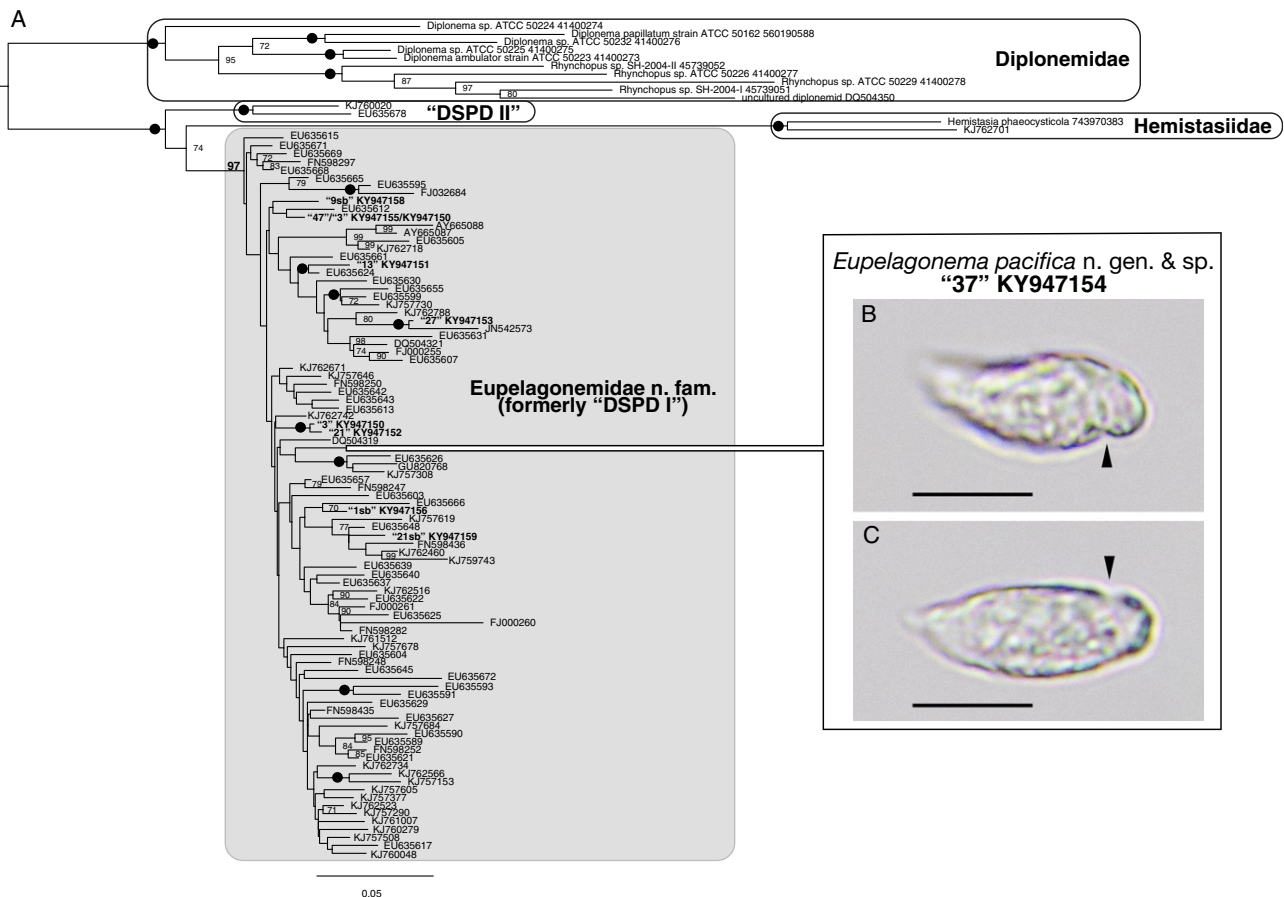 A
Diplonema sp. ATCC 50224 41400274
Diplonema papillatum strain ATCC 50162 560190588
72
Diplonema sp. ATCC 50232 41400276
Diplonema sp. ATCC 50225 41400275
95
Diplonema ambulator strain ATCC 50223 41400273
Diplonemidae
Rhynchopus sp. SH-2004-II 45739052
Rhynchopus sp. ATCC 50226 41400277
87
Rhynchopus sp. ATCC 50229 41400278
97
Rhynchopus sp. SH-2004-I 45739051
80
uncultured diplonemid DQ504350
KJ760020
EU635678
“DSPD II”
Hemistasia phaeocysticola 743970383
KJ762701
Hemistasiidae
74
97
EU635615
EU635671
EU635669
72
FN598297
83
EU635668
EU635665
79
EU635595
FJ032684
“9sb” KY947158
EU635612
“47”/“3” KY947155/KY947150
AY665088
99
AY665087
99
EU635605
99
KJ762718
EU635661
“13” KY947151
EU635624
EU635630
EU635655
EU635599
72
KJ757730
KJ762788
80
“27” KY947153
JN542573
EU635631
98
DQ504321
74
FJ000255
90
EU635607
KJ762671
KJ757646
FN598250
EU635642
EU635643
EU635613
KJ762742
“3” KY947150
“21” KY947152
DQ504319
Eupelagonemidae n. fam.
(formerly “DSPD I”)
EU635626
GU820768
KJ757308
EU635657
79
FN598247
EU635603
EU635666
70
“1sb” KY947156
KJ757619
77
EU635648
“21sb” KY947159
FN598436
KJ762460
99
KJ759743
EU635639
EU635640
EU635637
KJ762516
90
EU635622
84
FJ000261
90
EU635625
FJ000260
FN598282
KJ761512
KJ757678
EU635604
FN598248
EU635645
EU635672
EU635593
EU635591
EU635629
FN598435
EU635627
KJ757684
EU635590
95
EU635589
84
FN598252
85
EU635621
KJ762734
KJ762566
KJ757153
KJ757605
KJ757377
KJ762523
71
KJ757290
KJ761007
KJ760279
KJ757508
EU635617
KJ760048
0.05
Eupelagonema pacifica n. gen. & sp.
“37” KY947154
B
C